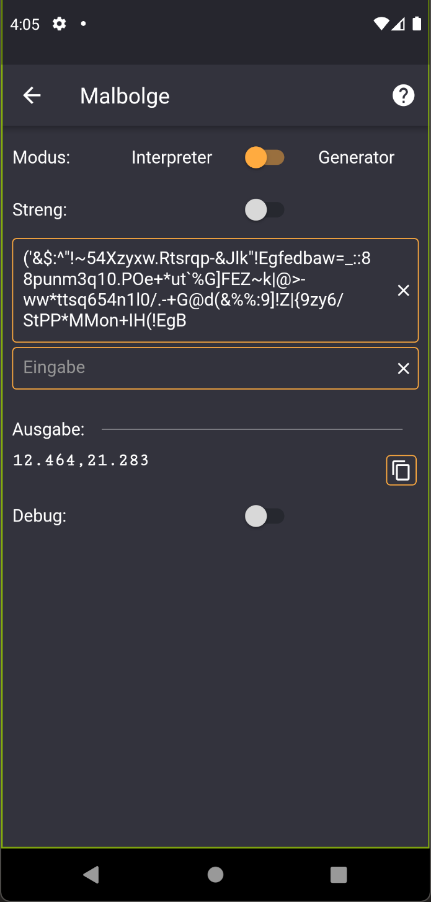 4:05
Malbolge
Modus: Interpreter Generator
Streng:
('&$:^"!~54Xzyxw.Rtsrqp-&Jlk"!Egfedbaw=_::8
8punm3q10.POe+*ut`%G]FEZ~k|@>-
ww*ttsq654n1l0/.-+G@d(&%%:9]!Z|{9zy6/
StPP*MMon+IH(!EgB
Eingabe
Ausgabe:
12.464,21.283
Debug: